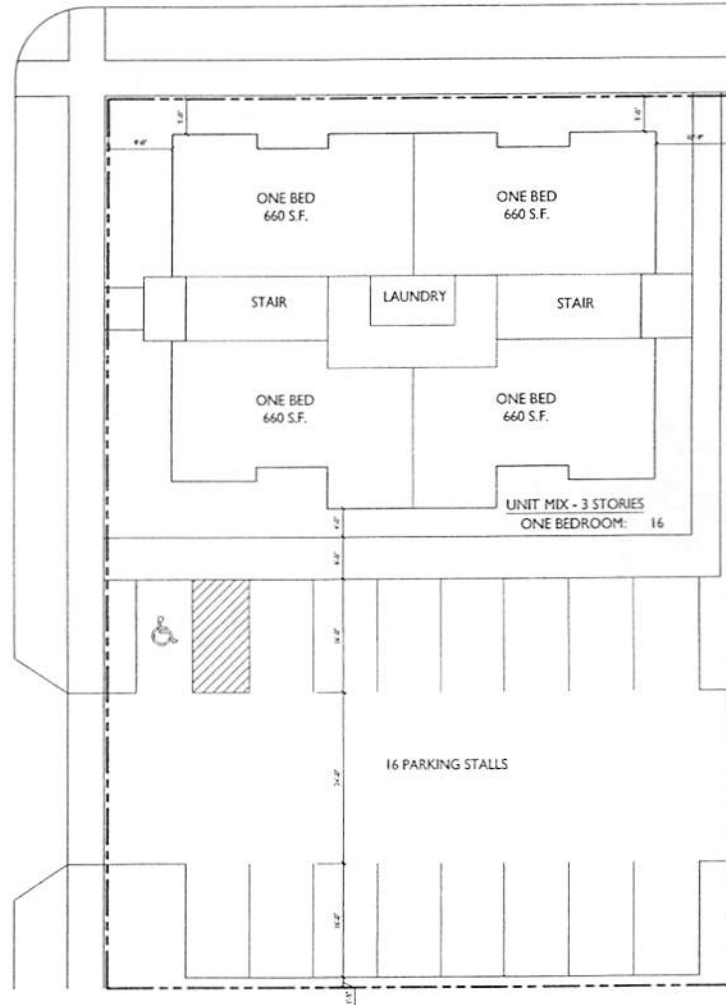 ONE BED
660 S.F.
ONE BED
660 S.F.
STAIR
LAUNDRY
STAIR
ONE BED
660 S.F.
ONE BED
660 S.F.
UNIT MIX - 3 STORIES
ONE BEDROOM: 16
16 PARKING STALLS